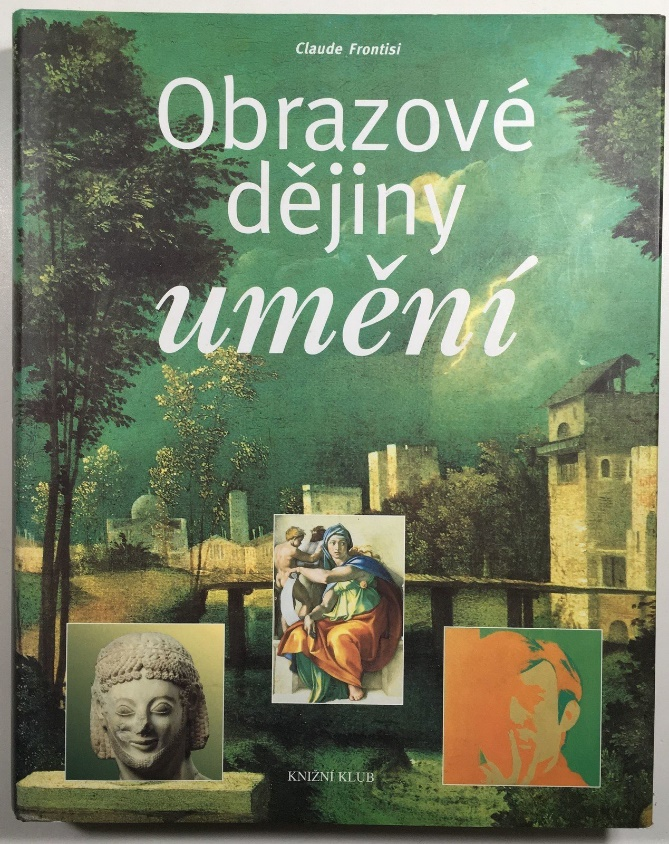 Claude Frontisi
Obrazové
dějiny
umění
KNIŽNÍ KLUB